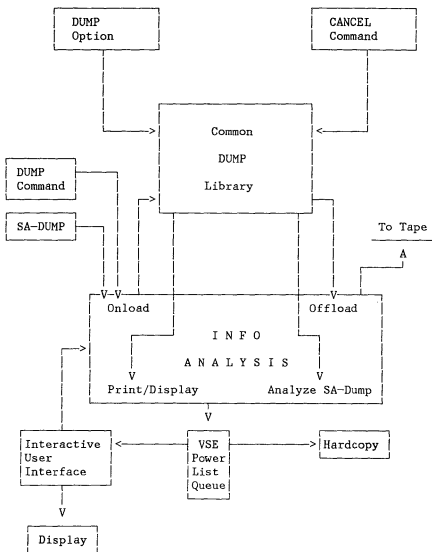 DUMP
Option
CANCEL
Command
Common
DUMP
Library
DUMP
Command
SA-DUMP
To Tape
A
V V V
Onload Offload
I N F O
A N A L Y S I S
V V
Print/Display Analyze SA-Dump
V
Interactive
User
Interface
VSE
Power
List
Queue
Hardcopy
V
Display